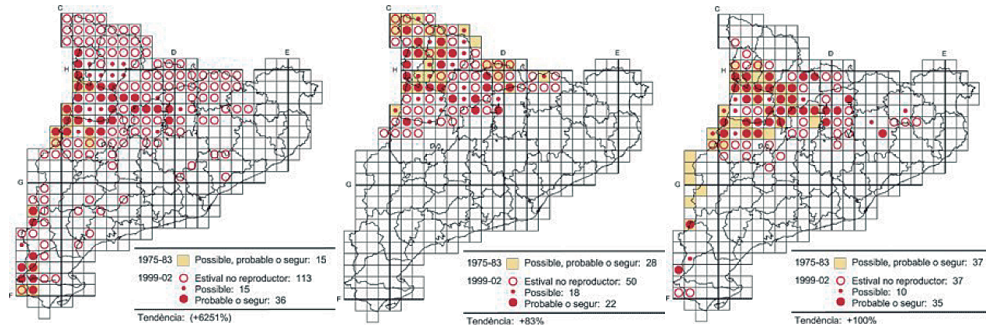 C
D
E
H
G
F
1975-83 Possible, probable o segur: 15
1999-02 Estival no reproductor: 113
Possible: 15
Probable o segur: 36
Tendència: (+6251%)
C
D
E
H
G
F
1975-83 Possible, probable o segur: 28
1999-02 Estival no reproductor: 50
Possible: 18
Probable o segur: 22
Tendència: +83%
C
D
E
H
G
F
1975-83 Possible, probable o segur: 37
1999-02 Estival no reproductor: 37
Possible: 10
Probable o segur: 35
Tendència: +100%